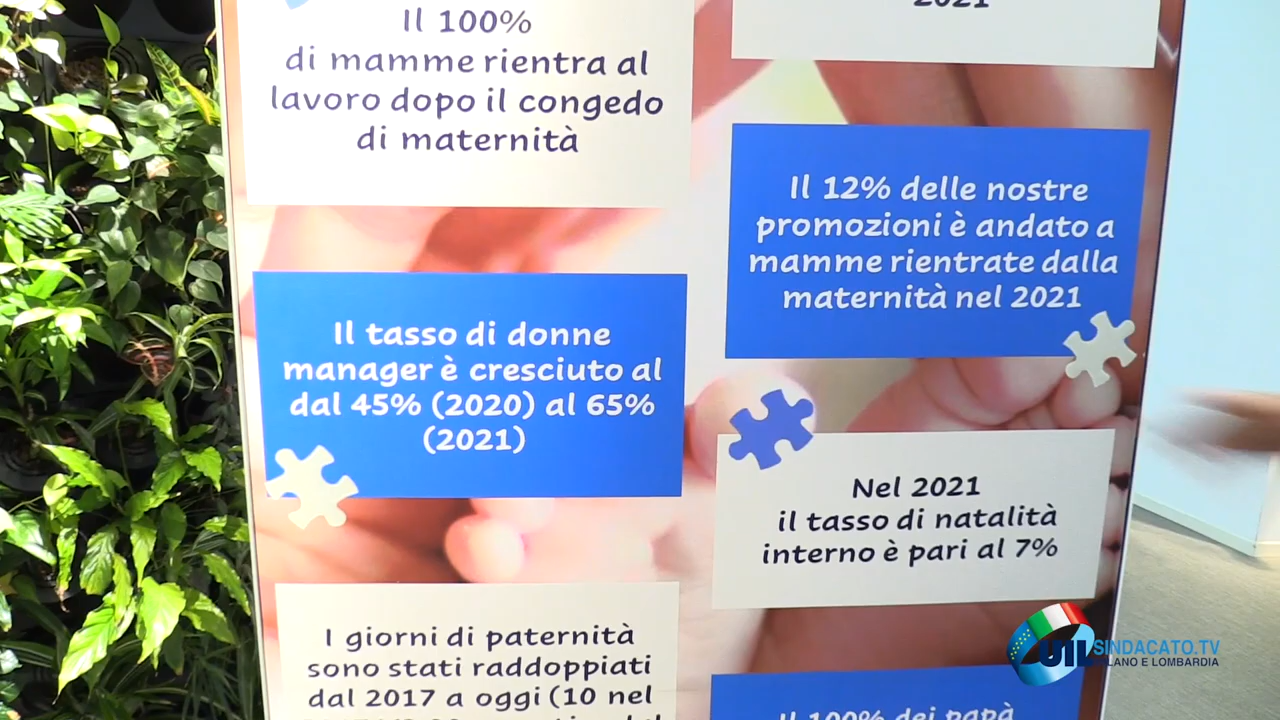 Il 100%
di mamme rientra al
lavoro dopo il congedo
di maternità
Il tasso di donne
manager è cresciuto al
dal 45% (2020) al 65%
(2021)
I giorni di paternità
sono stati raddoppiati
dal 2017 a oggi (10 nel
2021
Il 12% delle nostre
promozioni è andato a
mamme rientrate dalla
maternità nel 2021
Nel 2021
il tasso di natalità
interno è pari al 7%
Il 100% dei papà
UIL SINDACATO.TV
MILANO E LOMBARDIA